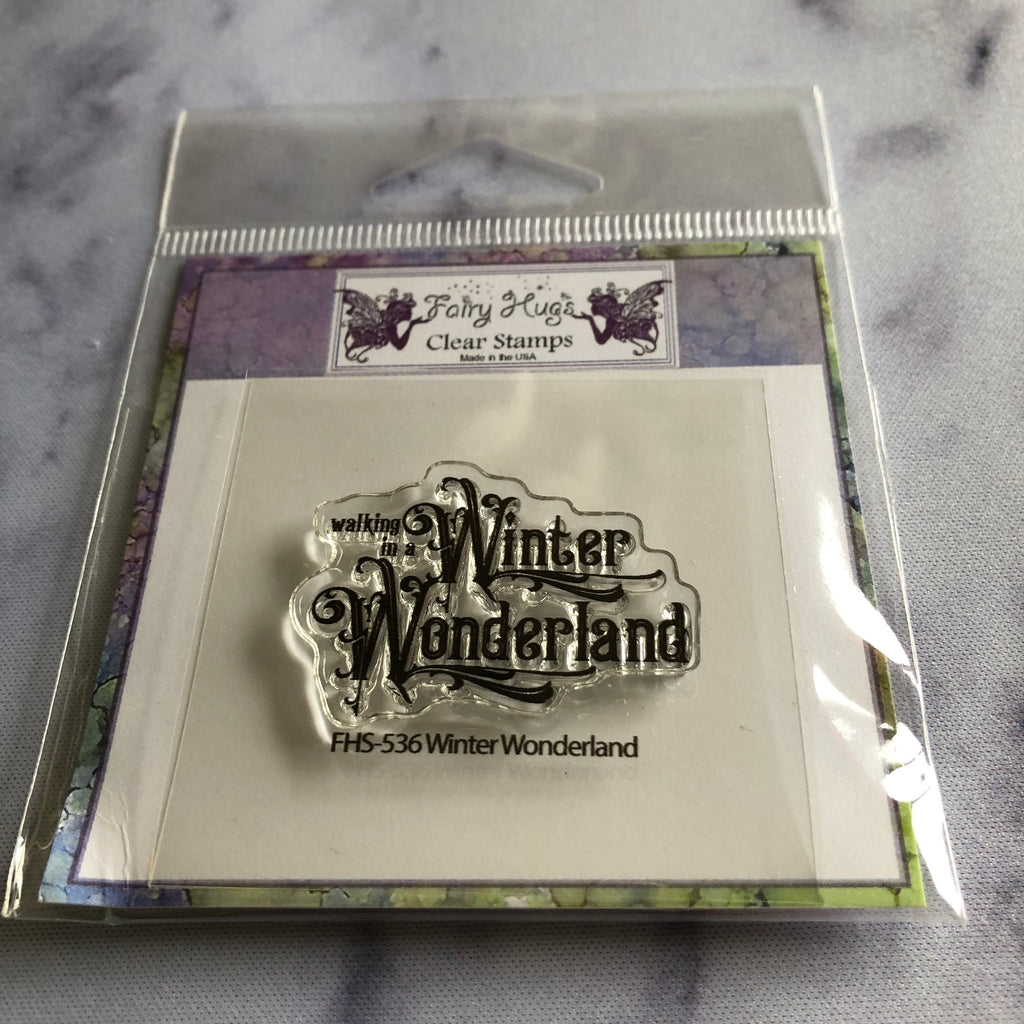 Fairy Hugs
Clear Stamps
Made in the USA
walking
in a
Winter
Wonderland
FHS-536 Winter Wonderland